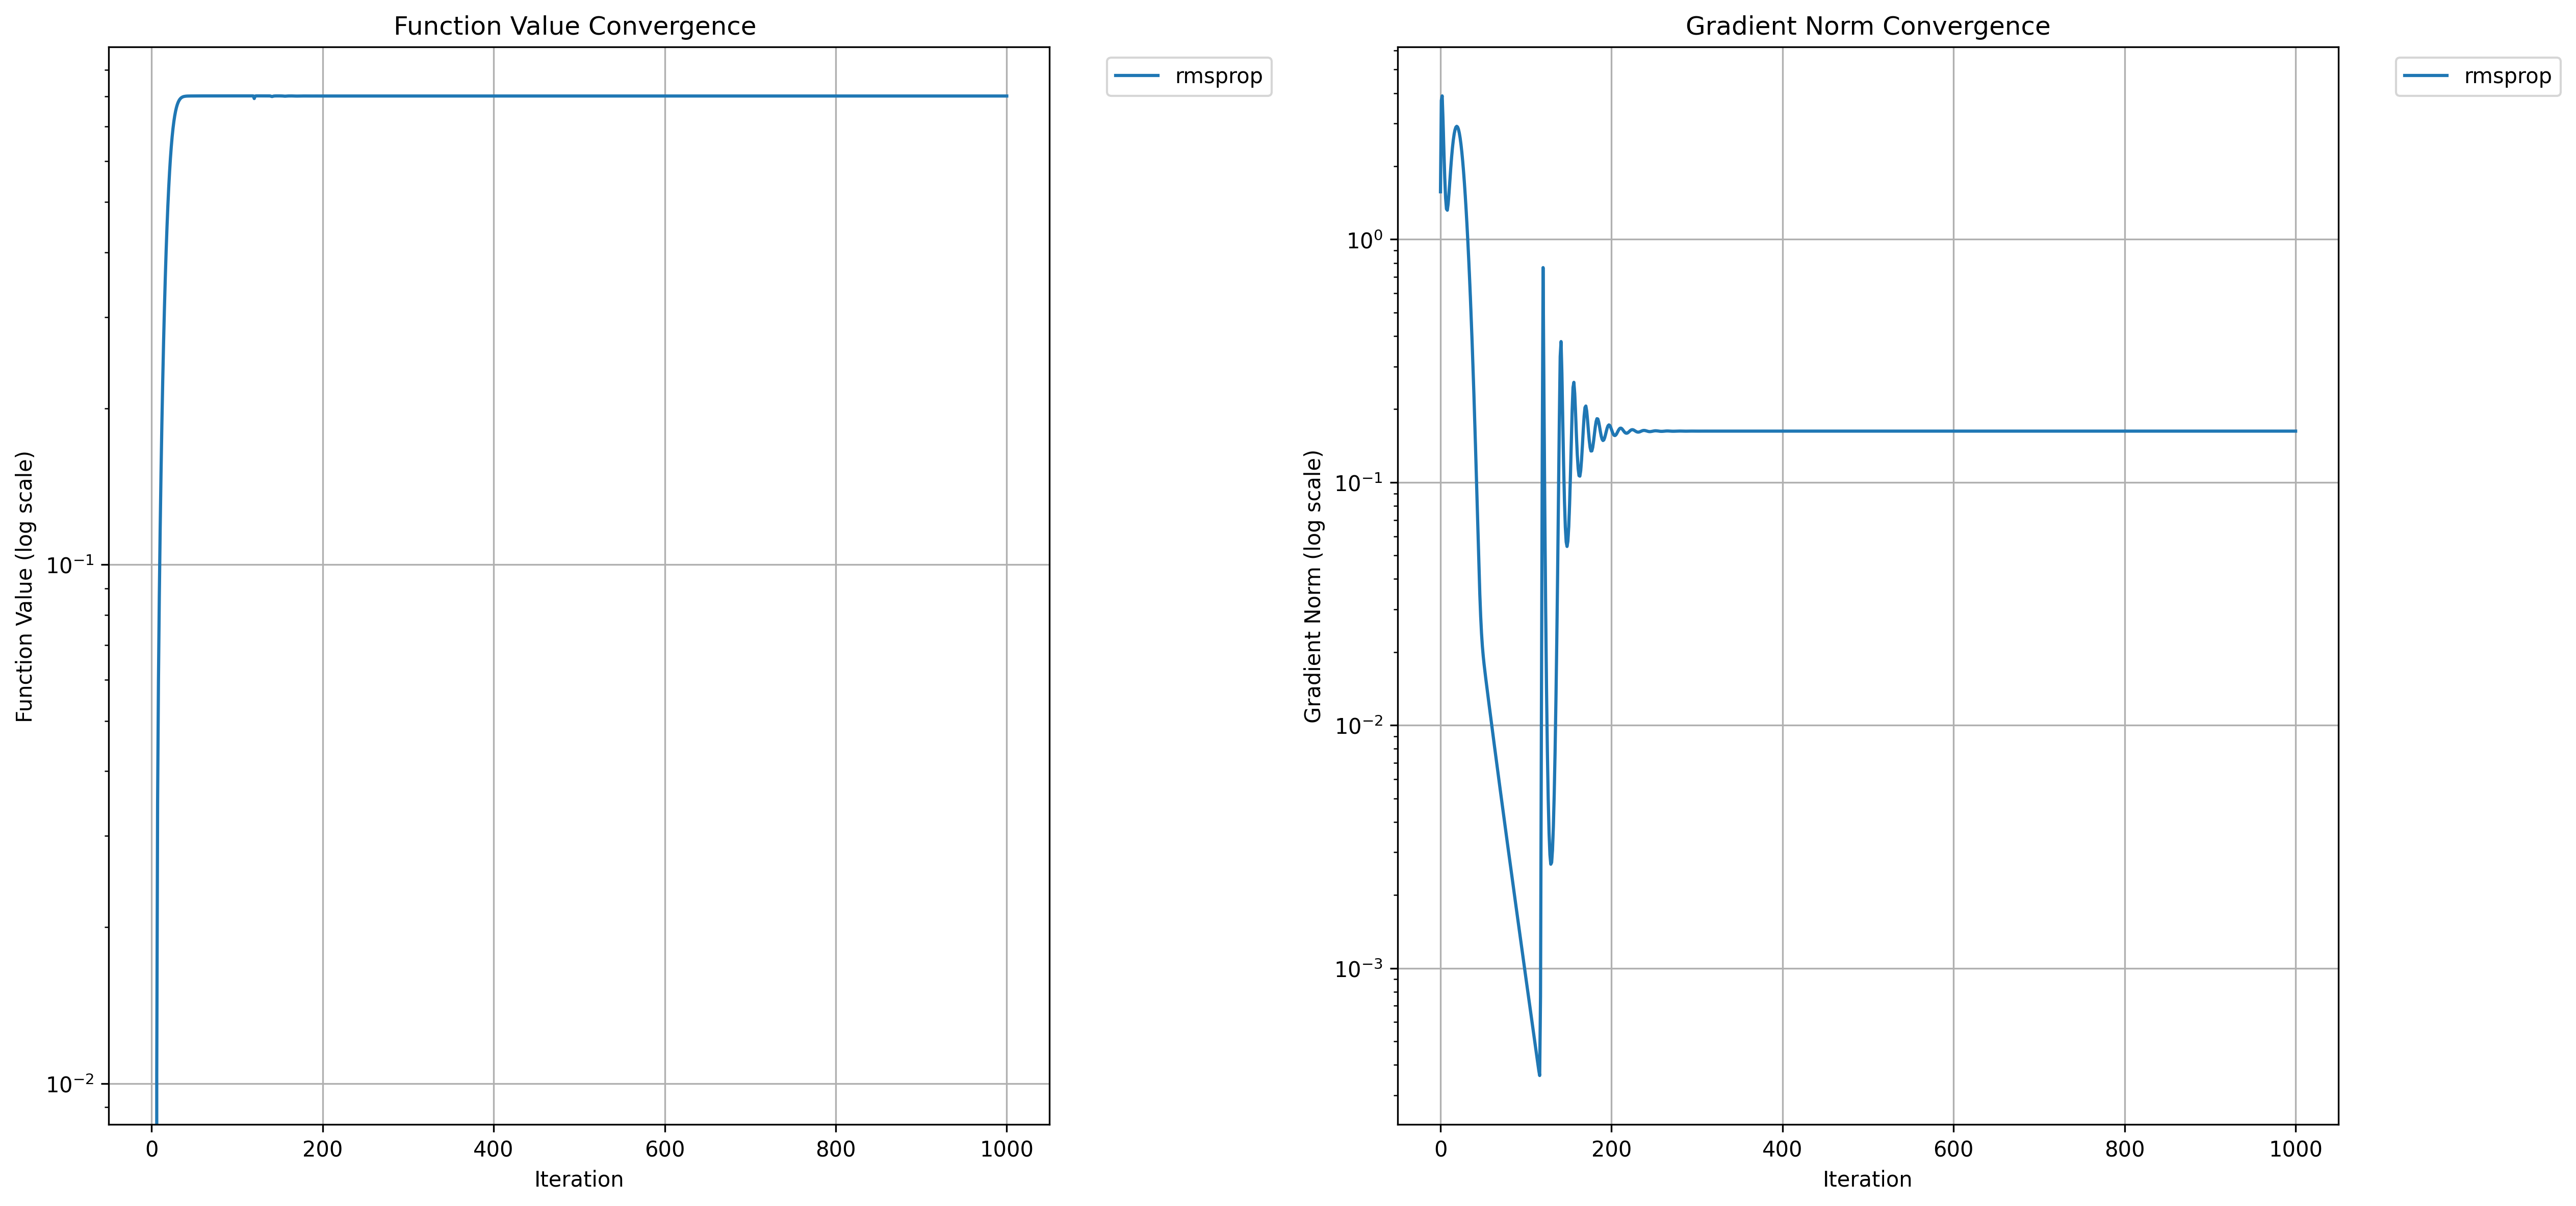 Function Value Convergence
Function Value (log scale)
10⁻¹
10⁻²
0 200 400 600 800 1000
Iteration
rmsprop
Gradient Norm Convergence
Gradient Norm (log scale)
10⁰
10⁻¹
10⁻²
10⁻³
0 200 400 600 800 1000
Iteration
rmsprop